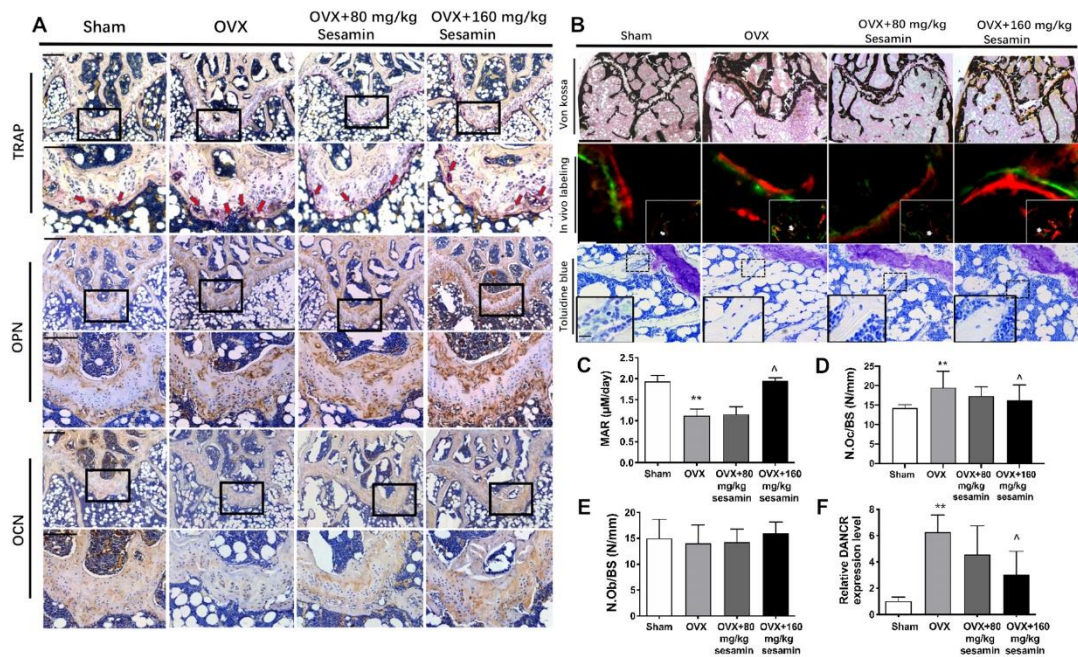 A
Sham
OVX
OVX+80 mg/kg
Sesamin
OVX+160 mg/kg
Sesamin
TRAP
OPN
OCN
B
Sham
OVX
OVX+80 mg/kg
Sesamin
OVX+160 mg/kg
Sesamin
Von kossa
In vivo labeling
Toluidine blue
C
MAR (μM/day)
2.5
2.0
1.5
1.0
0.5
0.0
**
^
Sham
OVX
OVX+80
mg/kg
sesamin
OVX+160
mg/kg
sesamin
D
N.Oc/BS (N/mm)
25
20
15
10
5
0
**
^
Sham
OVX
OVX+80
mg/kg
sesamin
OVX+160
mg/kg
sesamin
E
N.Ob/BS (N/mm)
20
15
10
5
0
Sham
OVX
OVX+80
mg/kg
sesamin
OVX+160
mg/kg
sesamin
F
Relative DANCR
expression level
8
6
4
2
0
**
^
Sham
OVX
OVX+80
mg/kg
sesamin
OVX+160
mg/kg
sesamin